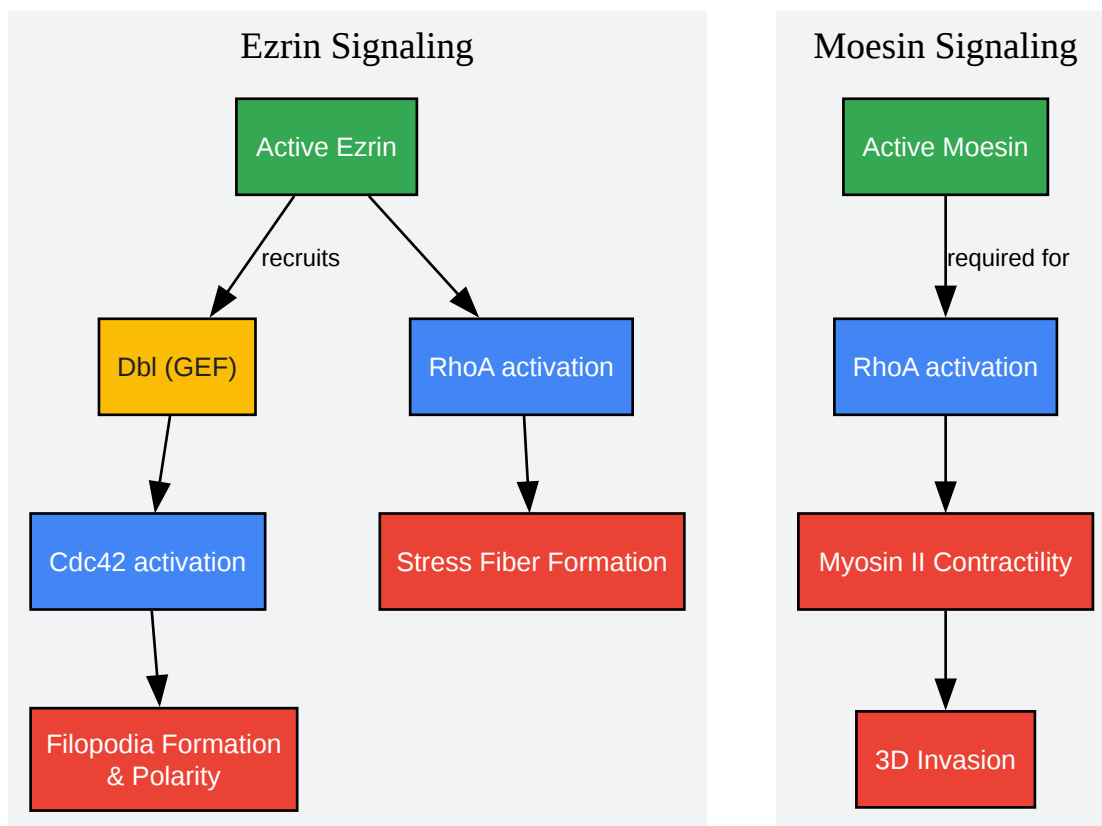 Ezrin Signaling
Active Ezrin
recruits
Dbl (GEF)
RhoA activation
Cdc42 activation
Stress Fiber Formation
Filopodia Formation
& Polarity
Moesin Signaling
Active Moesin
required for
RhoA activation
Myosin II Contractility
3D Invasion